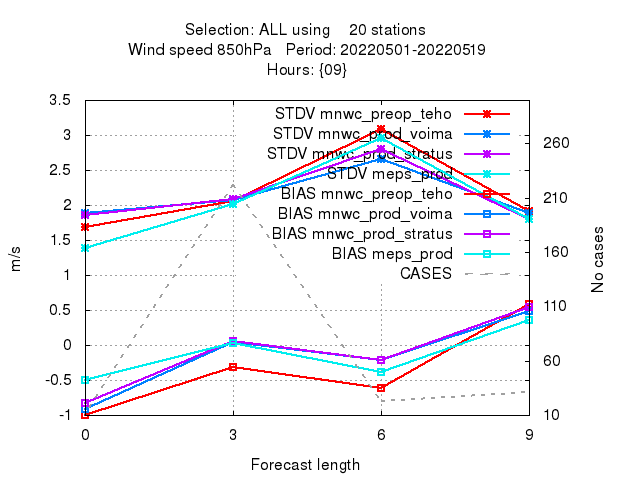 Selection: ALL using 20 stations
Wind speed 850hPa Period: 20220501-20220519
Hours: {09}
3.5
3
2.5
2
1.5
1
0.5
0
-0.5
-1
m/s
STDV mnwc_preop_teho
STDV mnwc_prod_voima
STDV mnwc_prod_stratus
STDV meps_prod
BIAS mnwc_preop_teho
BIAS mnwc_prod_voima
BIAS mnwc_prod_stratus
BIAS meps_prod
CASES
260
210
160
110
60
10
No cases
0 3 6 9
Forecast length